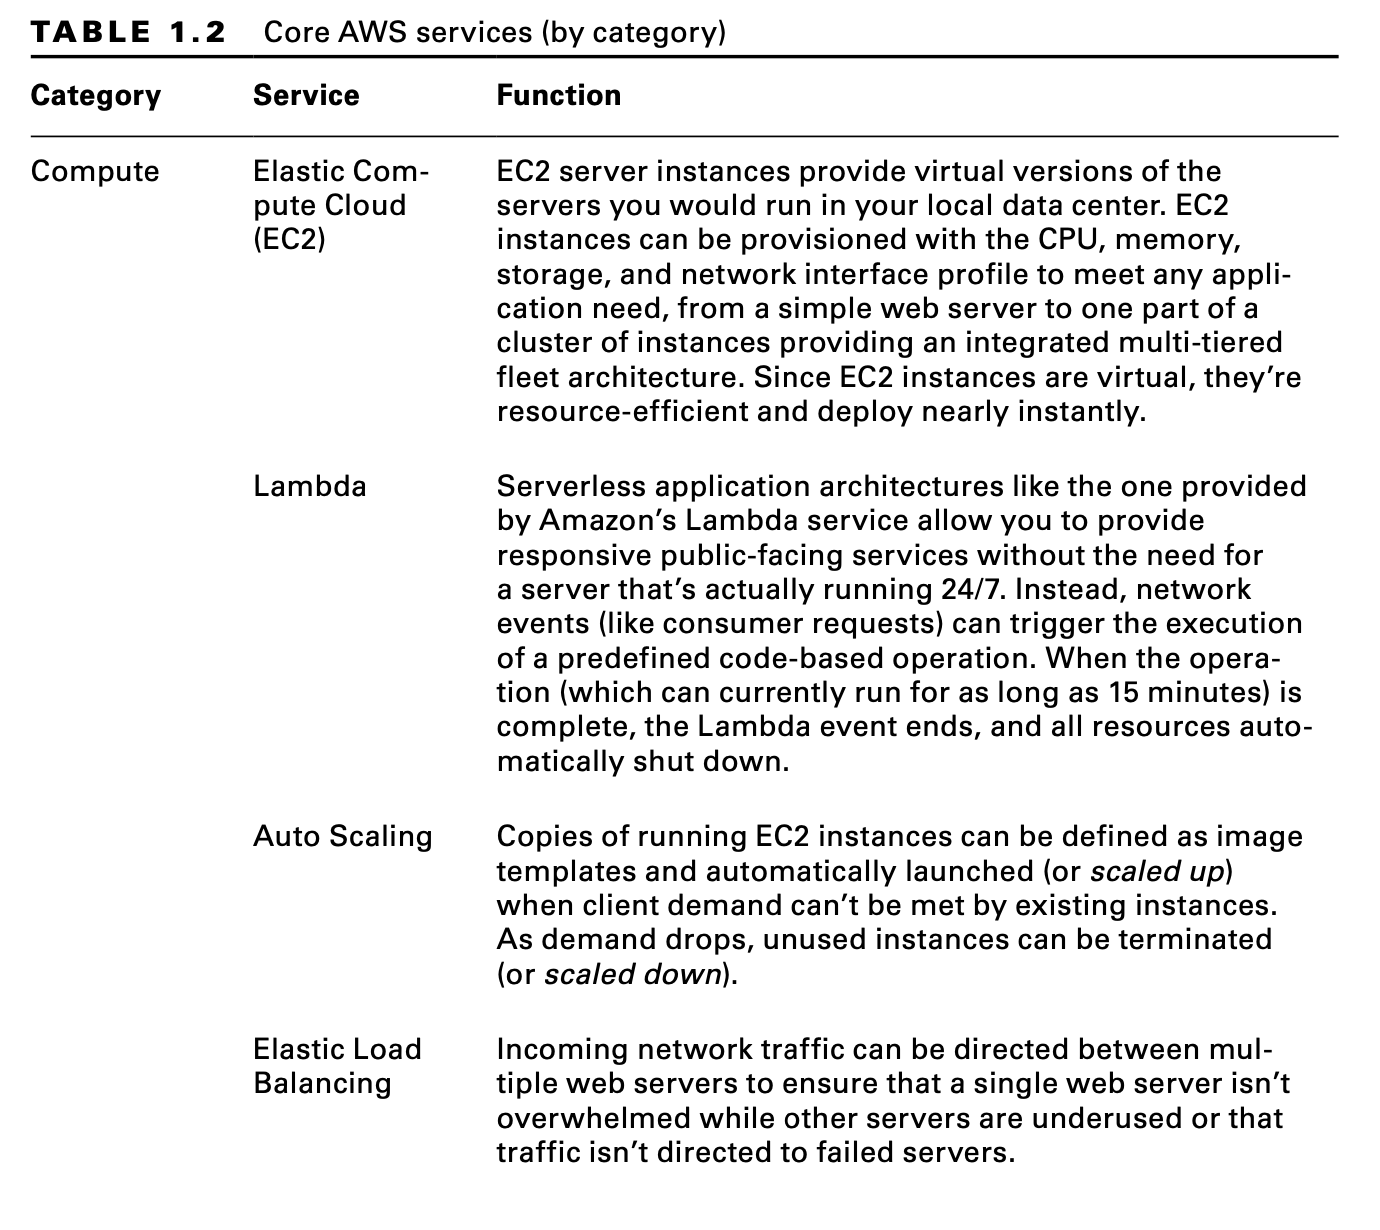 TABLE 1.2 Core AWS services (by category)
Category Service Function
Compute Elastic Com- EC2 server instances provide virtual versions of the
pute Cloud servers you would run in your local data center. EC2
(EC2) instances can be provisioned with the CPU, memory,
storage, and network interface profile to meet any appli-
cation need, from a simple web server to one part of a
cluster of instances providing an integrated multi-tiered
fleet architecture. Since EC2 instances are virtual, they're
resource-efficient and deploy nearly instantly.
Lambda Serverless application architectures like the one provided
by Amazon's Lambda service allow you to provide
responsive public-facing services without the need for
a server that's actually running 24/7. Instead, network
events (like consumer requests) can trigger the execution
of a predefined code-based operation. When the opera-
tion (which can currently run for as long as 15 minutes) is
complete, the Lambda event ends, and all resources auto-
matically shut down.
Auto Scaling Copies of running EC2 instances can be defined as image
templates and automatically launched (or scaled up)
when client demand can't be met by existing instances.
As demand drops, unused instances can be terminated
(or scaled down).
Elastic Load Incoming network traffic can be directed between mul-
Balancing tiple web servers to ensure that a single web server isn't
overwhelmed while other servers are underused or that
traffic isn't directed to failed servers.